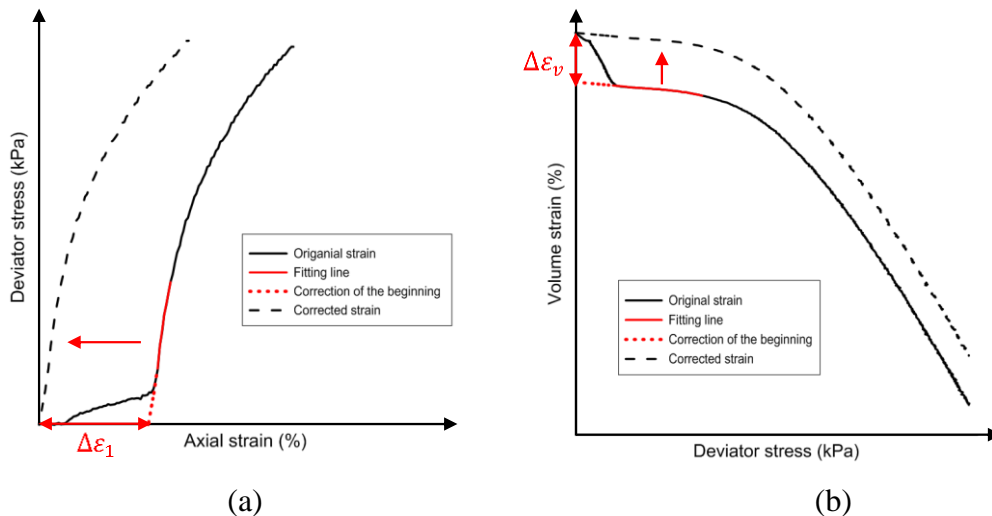 Deviator stress (kPa)
Origanial strain
Fitting line
Correction of the beginning
Corrected strain
Axial strain (%)
Δε₁
(a)
Δεᵥ
Volume strain (%)
Original strain
Fitting line
Correction of the beginning
Corrected strain
Deviator stress (kPa)
(b)